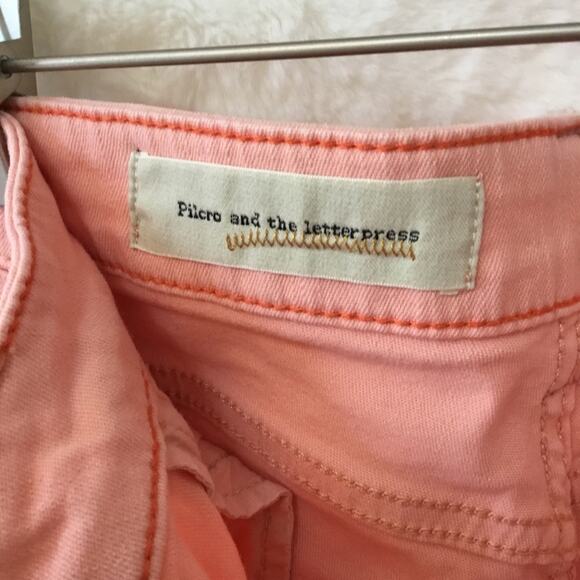 Pilcro and the letterpress